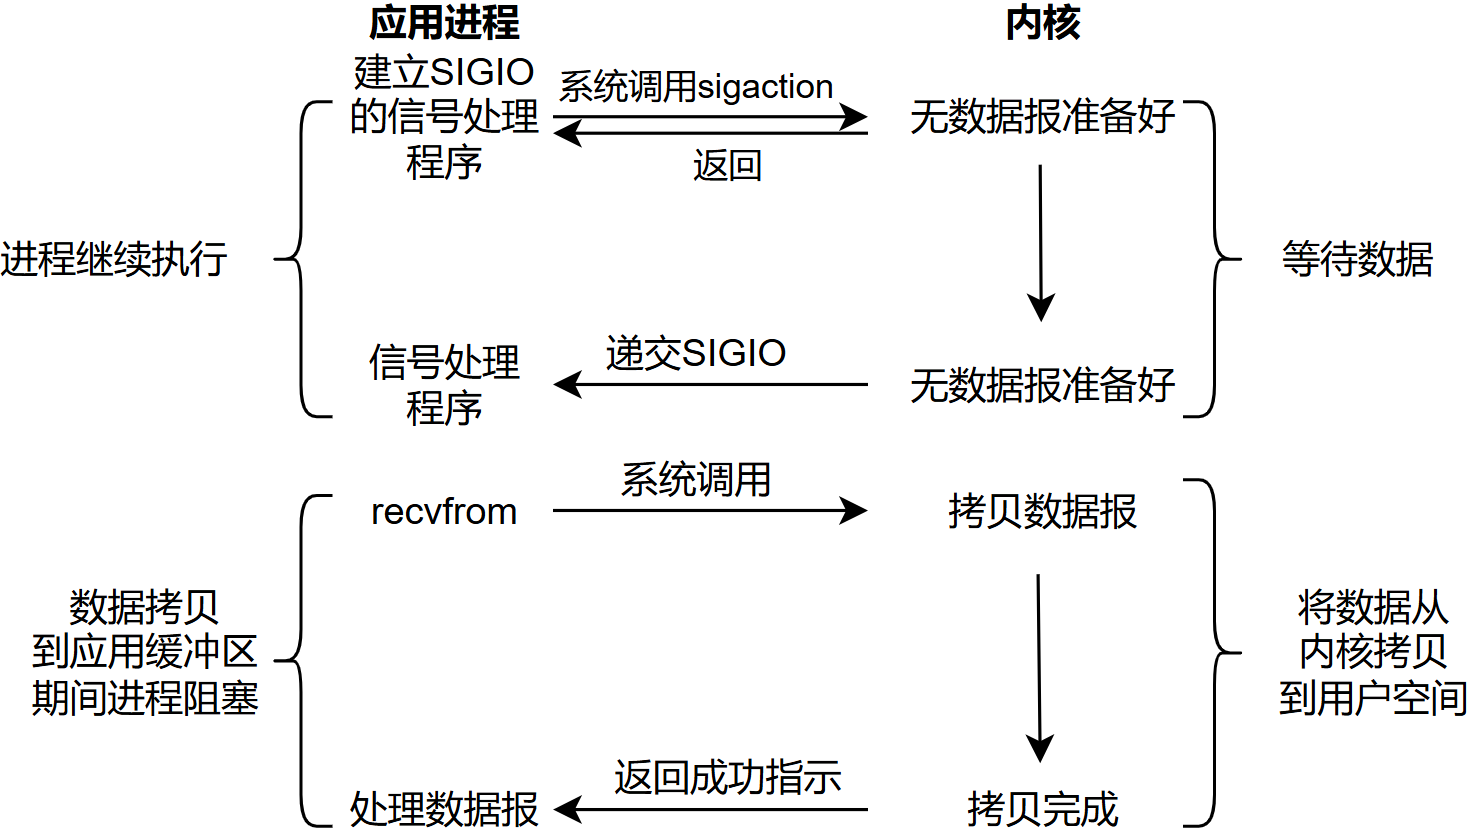 应用进程
内核
建立SIGIO
的信号处理
程序
系统调用sigaction
返回
无数据报准备好
进程继续执行
等待数据
信号处理
程序
递交SIGIO
无数据报准备好
recvfrom
系统调用
拷贝数据报
数据拷贝
到应用缓冲区
期间进程阻塞
将数据从
内核拷贝
到用户空间
处理数据报
返回成功指示
拷贝完成